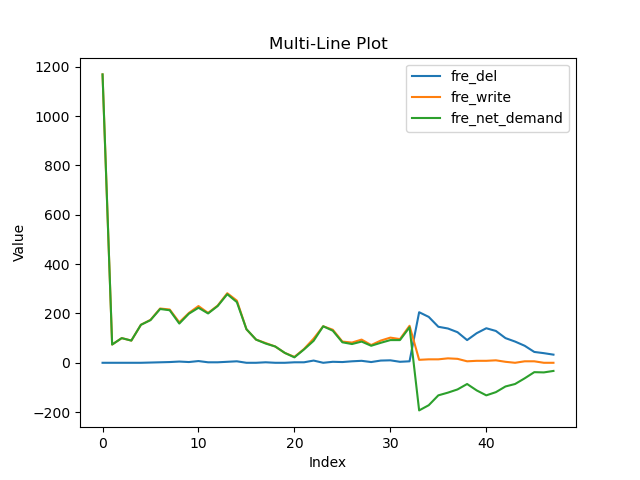 Multi-Line Plot
fre_del
fre_write
fre_net_demand
1200
1000
800
600
400
200
0
−200
Value
0 10 20 30 40
Index